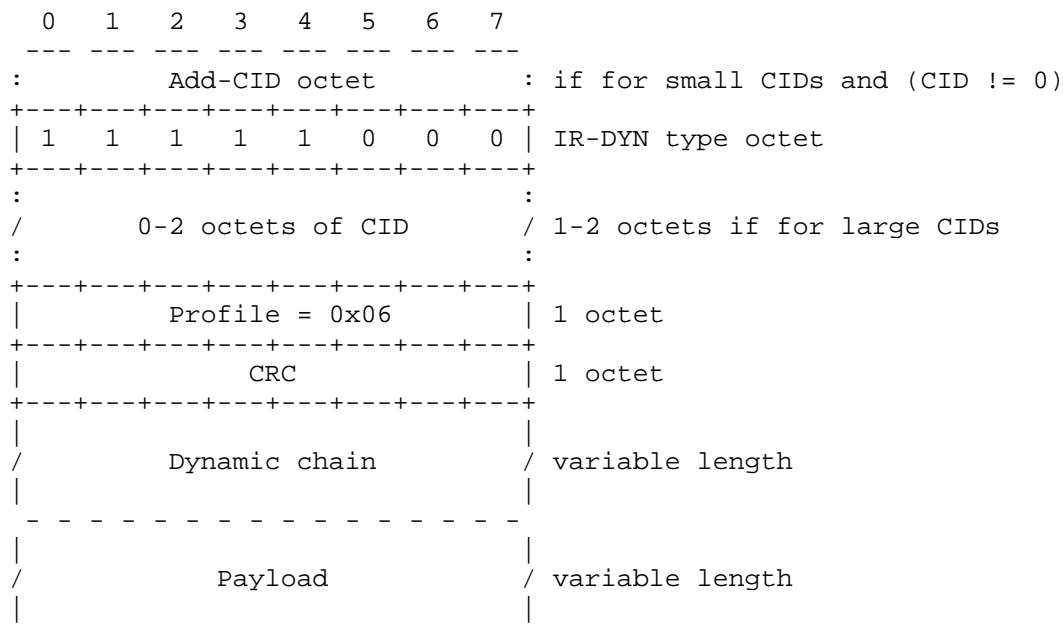 0 1 2 3 4 5 6 7
--- --- --- --- --- --- --- ---
: Add-CID octet : if for small CIDs and (CID != 0)
+---+---+---+---+---+---+---+---+
| 1 1 1 1 1 0 0 0 | IR-DYN type octet
+---+---+---+---+---+---+---+---+
: :
/ 0-2 octets of CID / 1-2 octets if for large CIDs
: :
+---+---+---+---+---+---+---+---+
| Profile = 0x06 | 1 octet
+---+---+---+---+---+---+---+---+
| CRC | 1 octet
+---+---+---+---+---+---+---+---+
| |
/ Dynamic chain / variable length
| |
- - - - - - - - - - - - - - - -
| |
/ Payload / variable length
| |